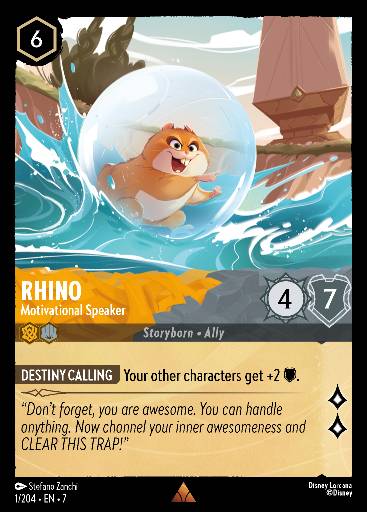 6
RHINO
Motivational Speaker
4
7
Storyborn • Ally
DESTINY CALLING Your other characters get +2 .
“Don’t forget, you are awesome. You can handle
anything. Now channel your inner awesomeness and
CLEAR THIS TRAP!”
Stefano Zanchi
1/204 • EN • 7
Disney Lorcana
©Disney